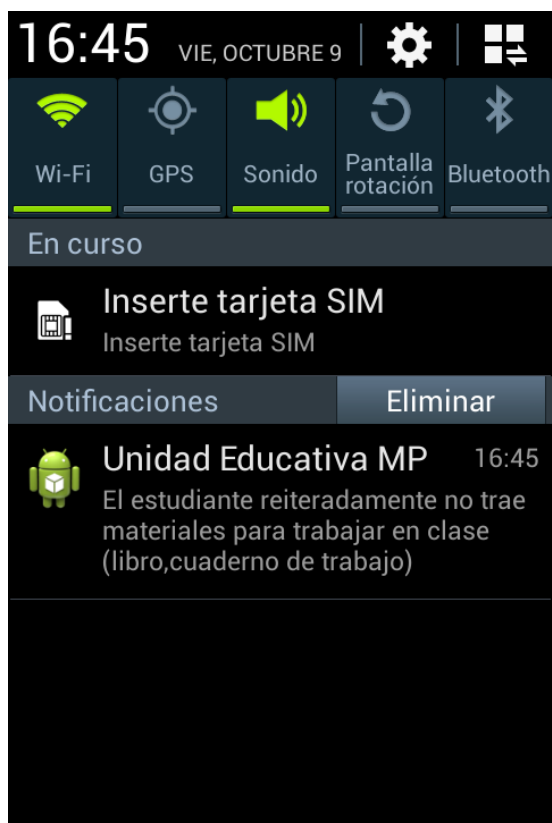 16:45 VIE, OCTUBRE 9
Wi-Fi
GPS
Sonido
Pantalla
rotación
Bluetooth
En curso
Inserte tarjeta SIM
Inserte tarjeta SIM
Notificaciones
Eliminar
Unidad Educativa MP 16:45
El estudiante reiteradamente no trae
materiales para trabajar en clase
(libro,cuaderno de trabajo)